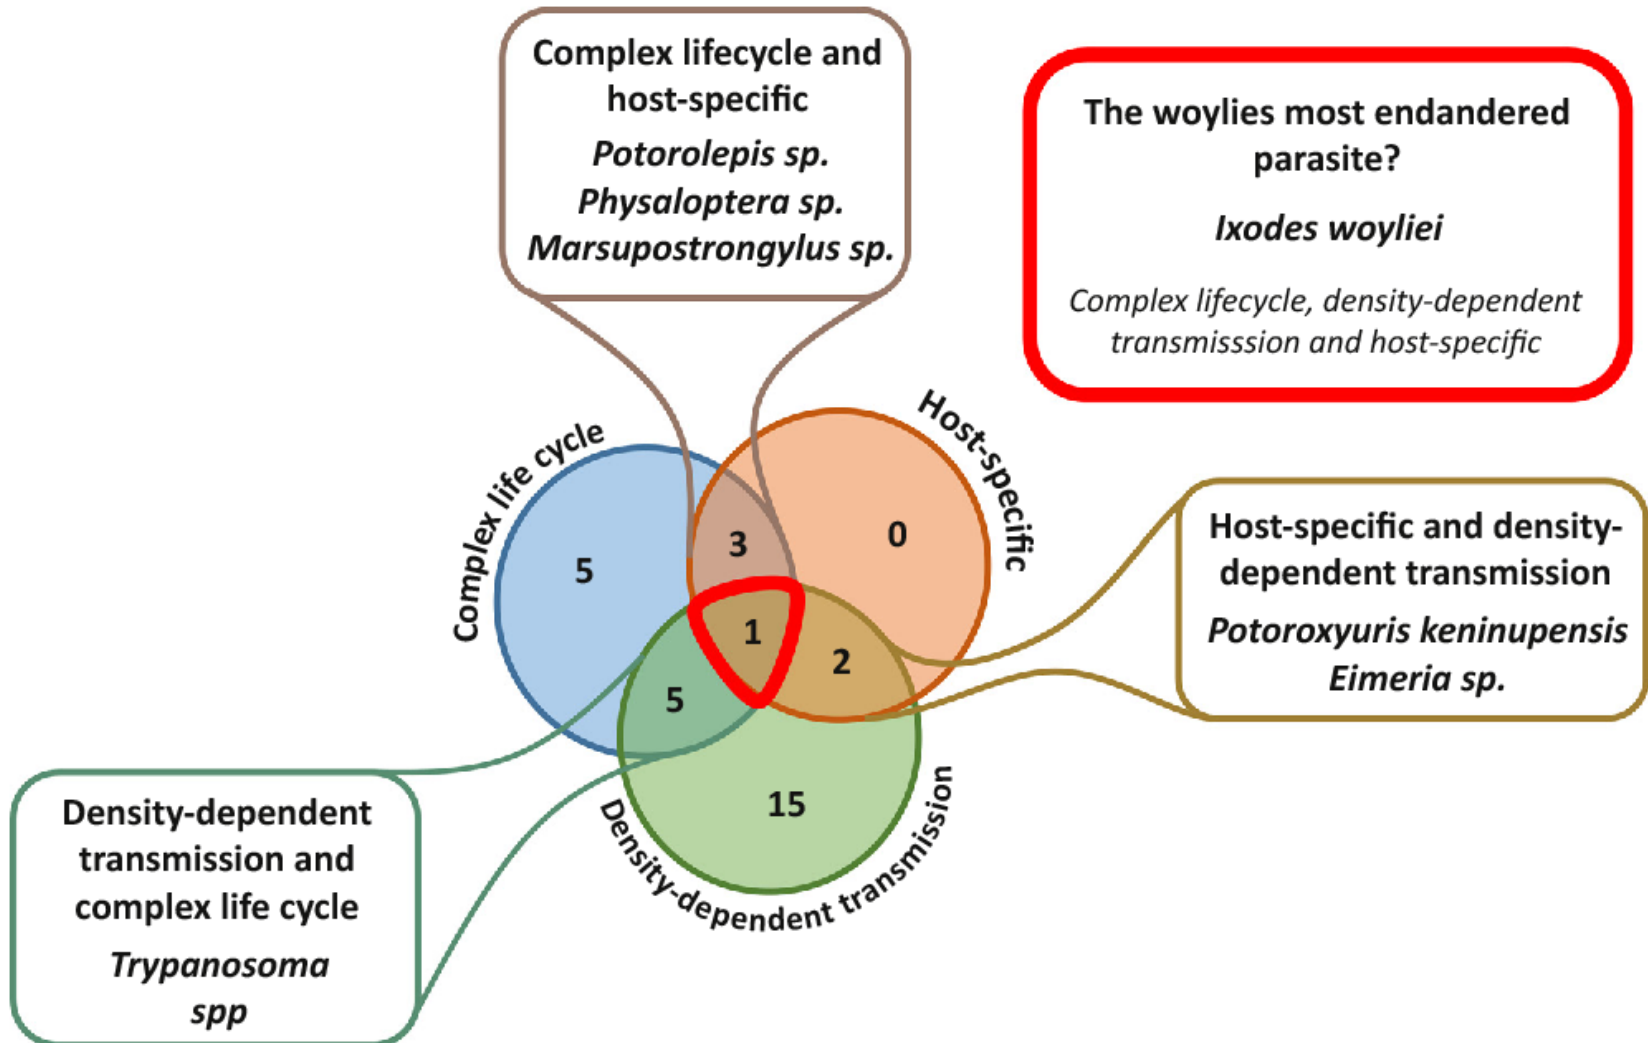 Complex lifecycle and
host-specific
Potorolepis sp.
Physaloptera sp.
Marsupostrongylus sp.
The woylies most endandered
parasite?
Ixodes woyliei
Complex lifecycle, density-dependent
transmisssion and host-specific
Complex life cycle
Host-specific
5
3
0
1
2
5
15
Density-dependent transmission
Host-specific and density-
dependent transmission
Potoroxyuris keninupensis
Eimeria sp.
Density-dependent
transmission and
complex life cycle
Trypanosoma
spp